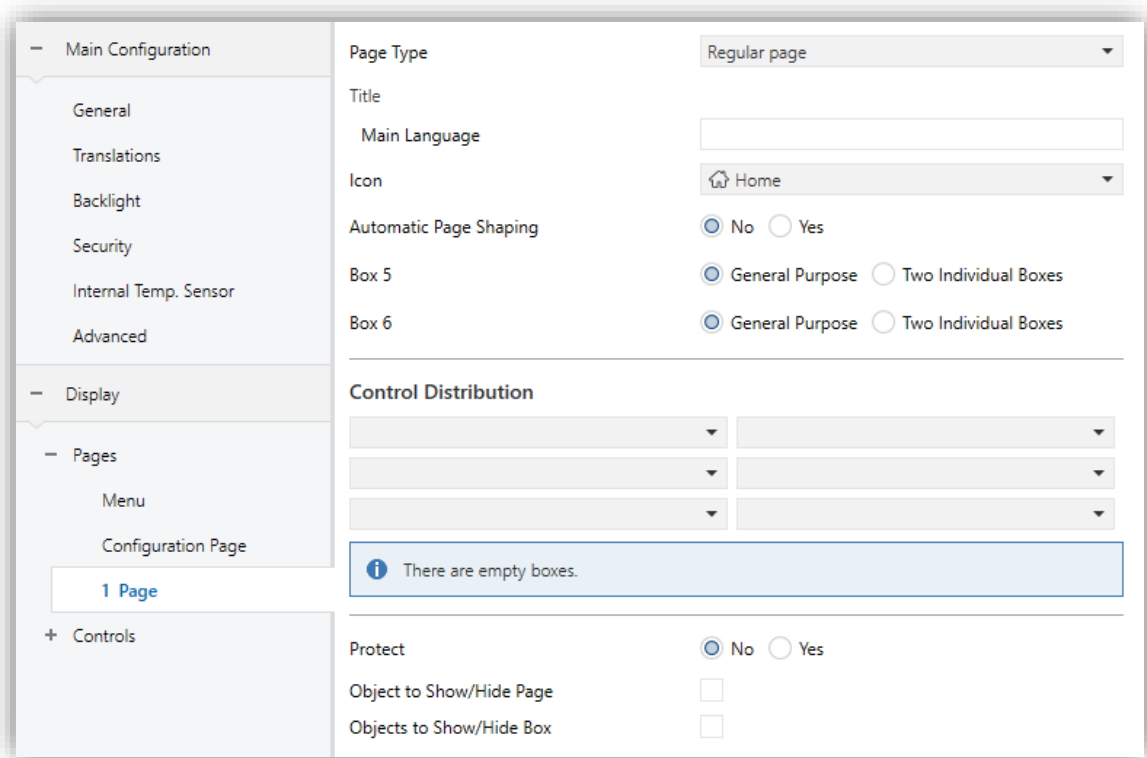 Main Configuration
General
Translations
Backlight
Security
Internal Temp. Sensor
Advanced
Display
Pages
Menu
Configuration Page
1 Page
Controls
Page Type Regular page
Title
Main Language
Icon Home
Automatic Page Shaping No Yes
Box 5 General Purpose Two Individual Boxes
Box 6 General Purpose Two Individual Boxes
Control Distribution
There are empty boxes.
Protect No Yes
Object to Show/Hide Page
Objects to Show/Hide Box